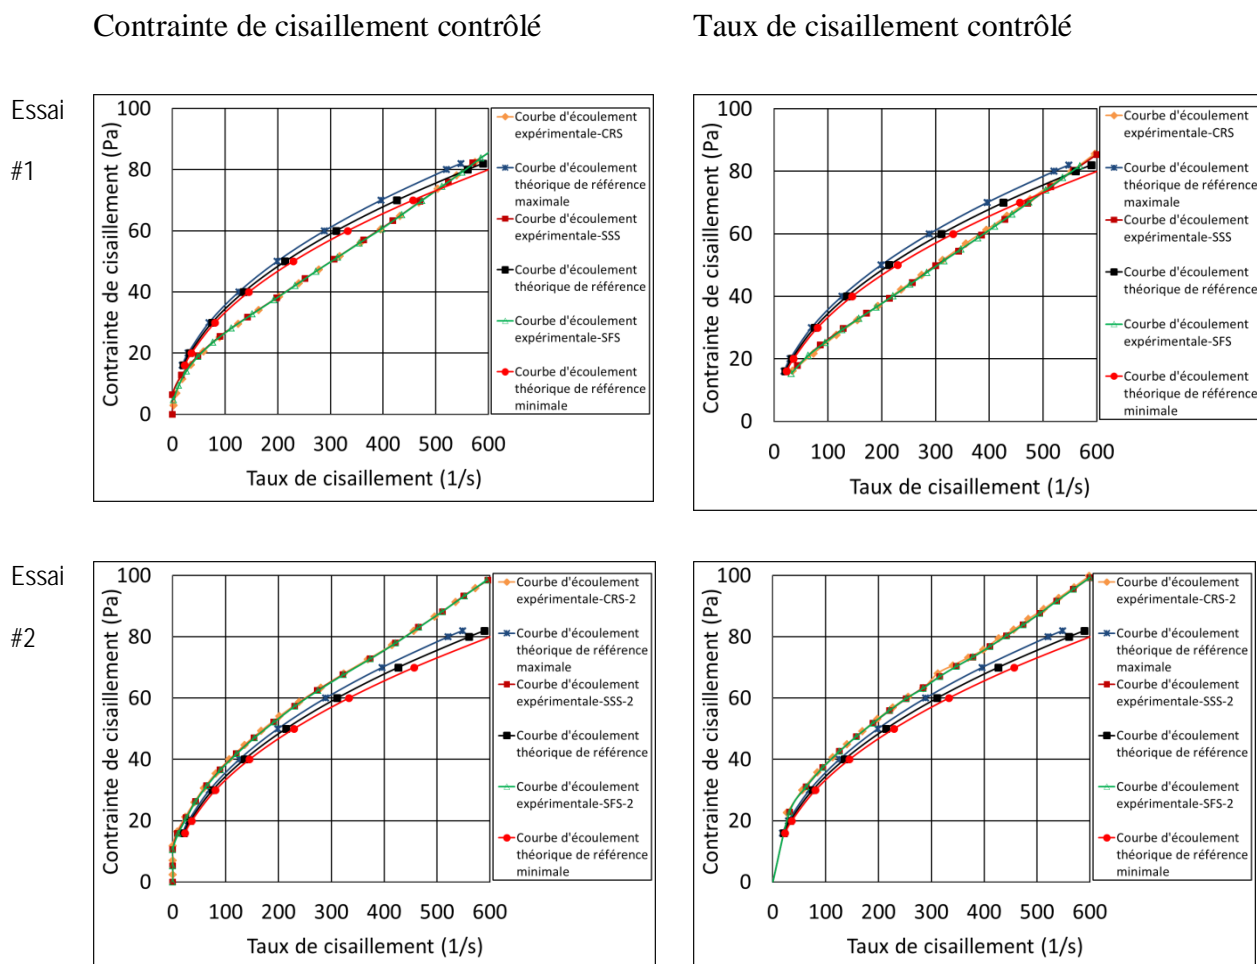 Contrainte de cisaillement contrôlé
Taux de cisaillement contrôlé
Essai
#1
Contrainte de cisaillement (Pa)
100
80
60
40
20
0
0 100 200 300 400 500 600
Taux de cisaillement (1/s)
Courbe d'écoulement
expérimentale-CRS
Courbe d'écoulement
théorique de référence
maximale
Courbe d'écoulement
expérimentale-SSS
Courbe d'écoulement
théorique de référence
Courbe d'écoulement
expérimentale-SFS
Courbe d'écoulement
théorique de référence
minimale
Contrainte de cisaillement (Pa)
100
80
60
40
20
0
0 100 200 300 400 500 600
Taux de cisaillement (1/s)
Courbe d'écoulement
expérimentale-CRS
Courbe d'écoulement
théorique de référence
maximale
Courbe d'écoulement
expérimentale-SSS
Courbe d'écoulement
théorique de référence
Courbe d'écoulement
expérimentale-SFS
Courbe d'écoulement
théorique de référence
minimale
Essai
#2
Contrainte de cisaillement (Pa)
100
80
60
40
20
0
0 100 200 300 400 500 600
Taux de cisaillement (1/s)
Courbe d'écoulement
expérimentale-CRS-2
Courbe d'écoulement
théorique de référence
maximale
Courbe d'écoulement
expérimentale-SSS-2
Courbe d'écoulement
théorique de référence
Courbe d'écoulement
expérimentale-SFS-2
Courbe d'écoulement
théorique de référence
minimale
Contrainte de cisaillement (Pa)
100
80
60
40
20
0
0 100 200 300 400 500 600
Taux de cisaillement (1/s)
Courbe d'écoulement
expérimentale-CRS-2
Courbe d'écoulement
théorique de référence
maximale
Courbe d'écoulement
expérimentale-SSS-2
Courbe d'écoulement
théorique de référence
Courbe d'écoulement
expérimentale-SFS-2
Courbe d'écoulement
théorique de référence
minimale